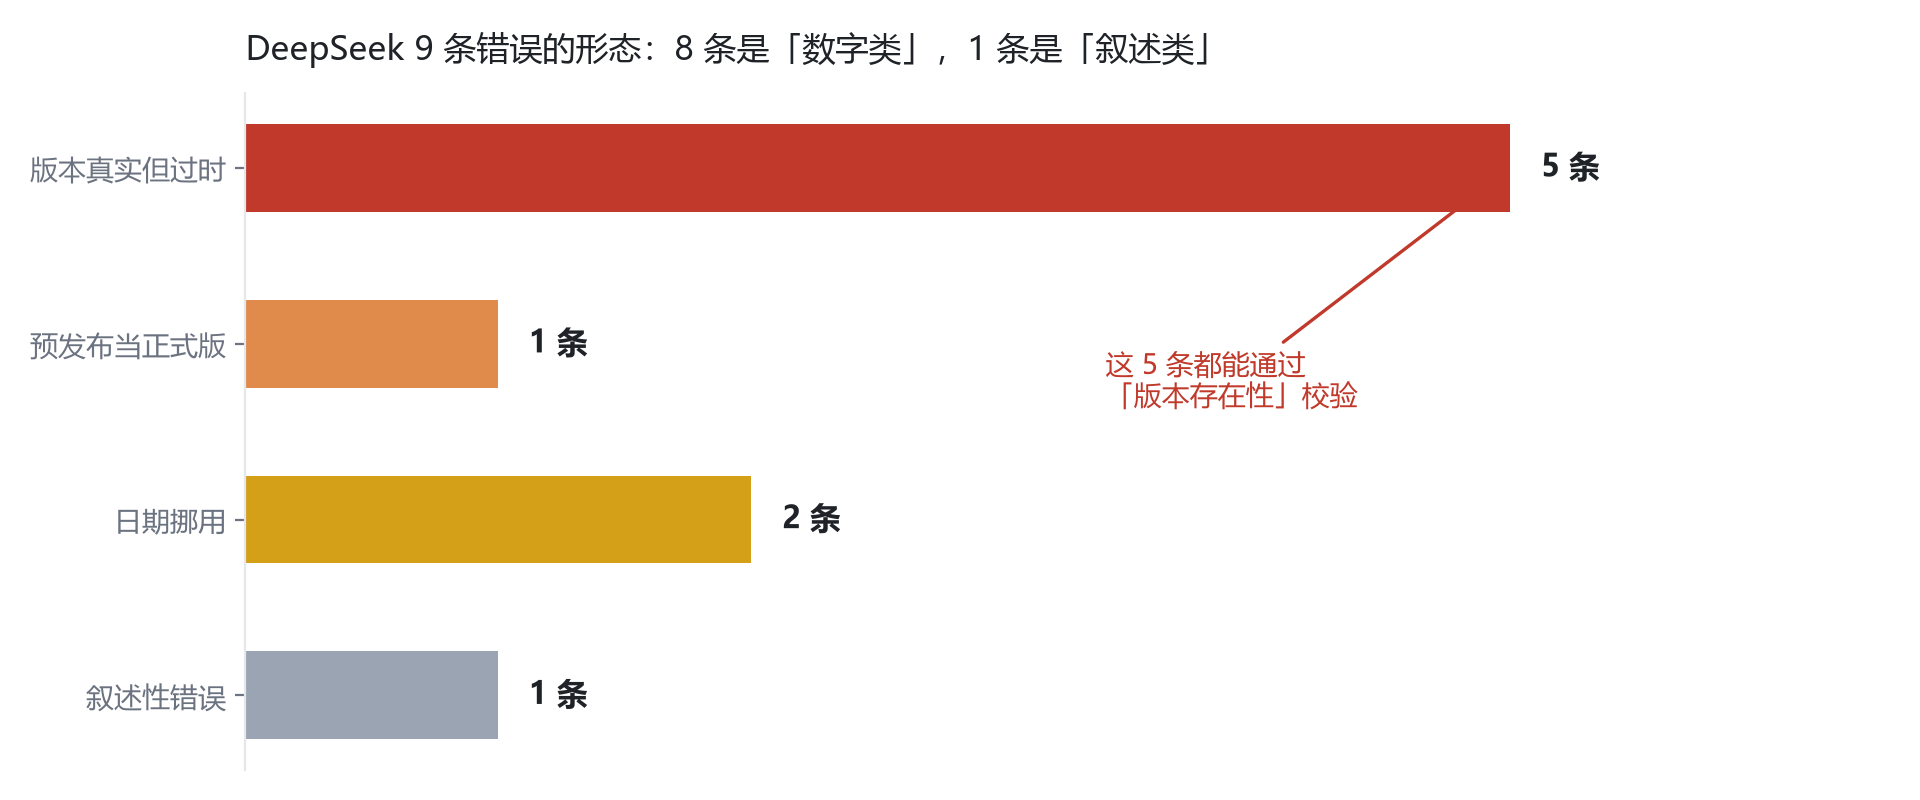 DeepSeek 9 条错误的形态：8 条是「数字类」，1 条是「叙述类」
版本真实但过时
5 条
预发布当正式版
1 条
这 5 条都能通过
「版本存在性」校验
日期挪用
2 条
叙述性错误
1 条